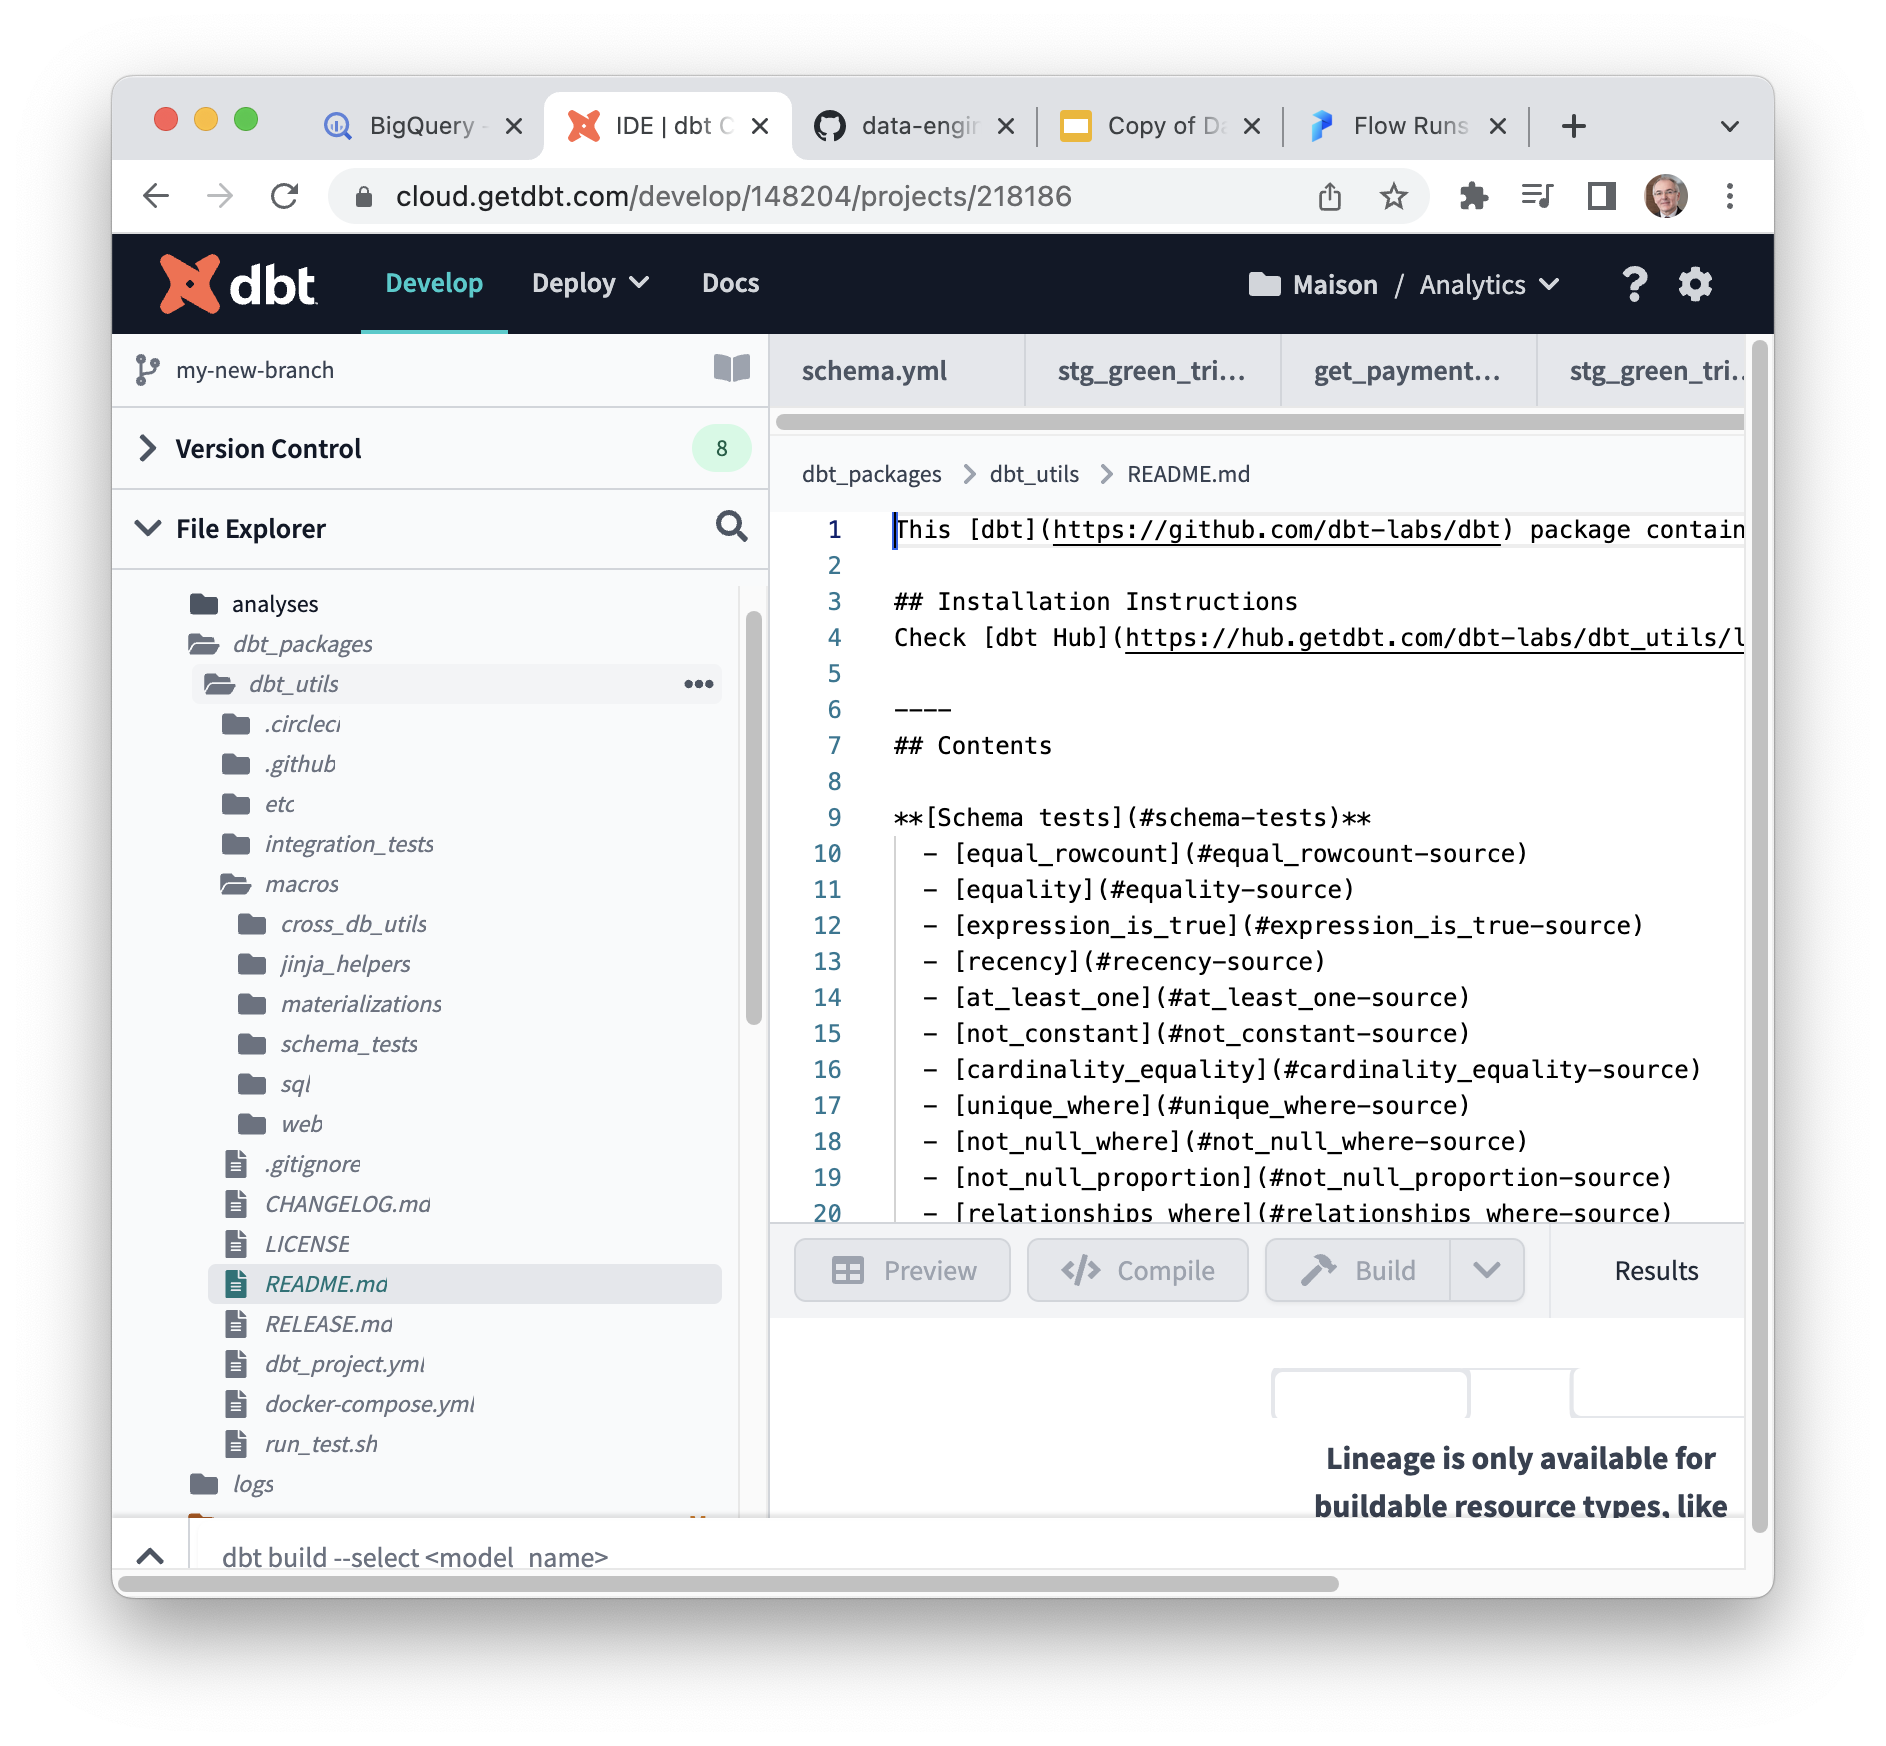 BigQuery -
IDE | dbt C
data-engin
Copy of Da
Flow Runs
cloud.getdbt.com/develop/148204/projects/218186
dbt
Develop
Deploy
Docs
Maison / Analytics
?
my-new-branch
schema.yml
stg_green_tri...
get_payment...
stg_green_tri..
Version Control
8
dbt_packages > dbt_utils > README.md
File Explorer
analyses
dbt_packages
dbt_utils
.circleci
.github
etc
integration_tests
macros
cross_db_utils
jinja_helpers
materializations
schema_tests
sql
web
.gitignore
CHANGELOG.md
LICENSE
README.md
RELEASE.md
dbt_project.yml
docker-compose.yml
run_test.sh
logs
1 This [dbt](https://github.com/dbt-labs/dbt) package contain
2
3 ## Installation Instructions
4 Check [dbt Hub](https://hub.getdbt.com/dbt-labs/dbt_utils/l
5
6 ----
7 ## Contents
8
9 **[Schema tests](#schema-tests)**
10 - [equal_rowcount](#equal_rowcount-source)
11 - [equality](#equality-source)
12 - [expression_is_true](#expression_is_true-source)
13 - [recency](#recency-source)
14 - [at_least_one](#at_least_one-source)
15 - [not_constant](#not_constant-source)
16 - [cardinality_equality](#cardinality_equality-source)
17 - [unique_where](#unique_where-source)
18 - [not_null_where](#not_null_where-source)
19 - [not_null_proportion](#not_null_proportion-source)
20 - [relationships_where](#relationships_where-source)
Preview
Compile
Build
Results
Lineage is only available for
buildable resource types, like
dbt build --select <model_name>